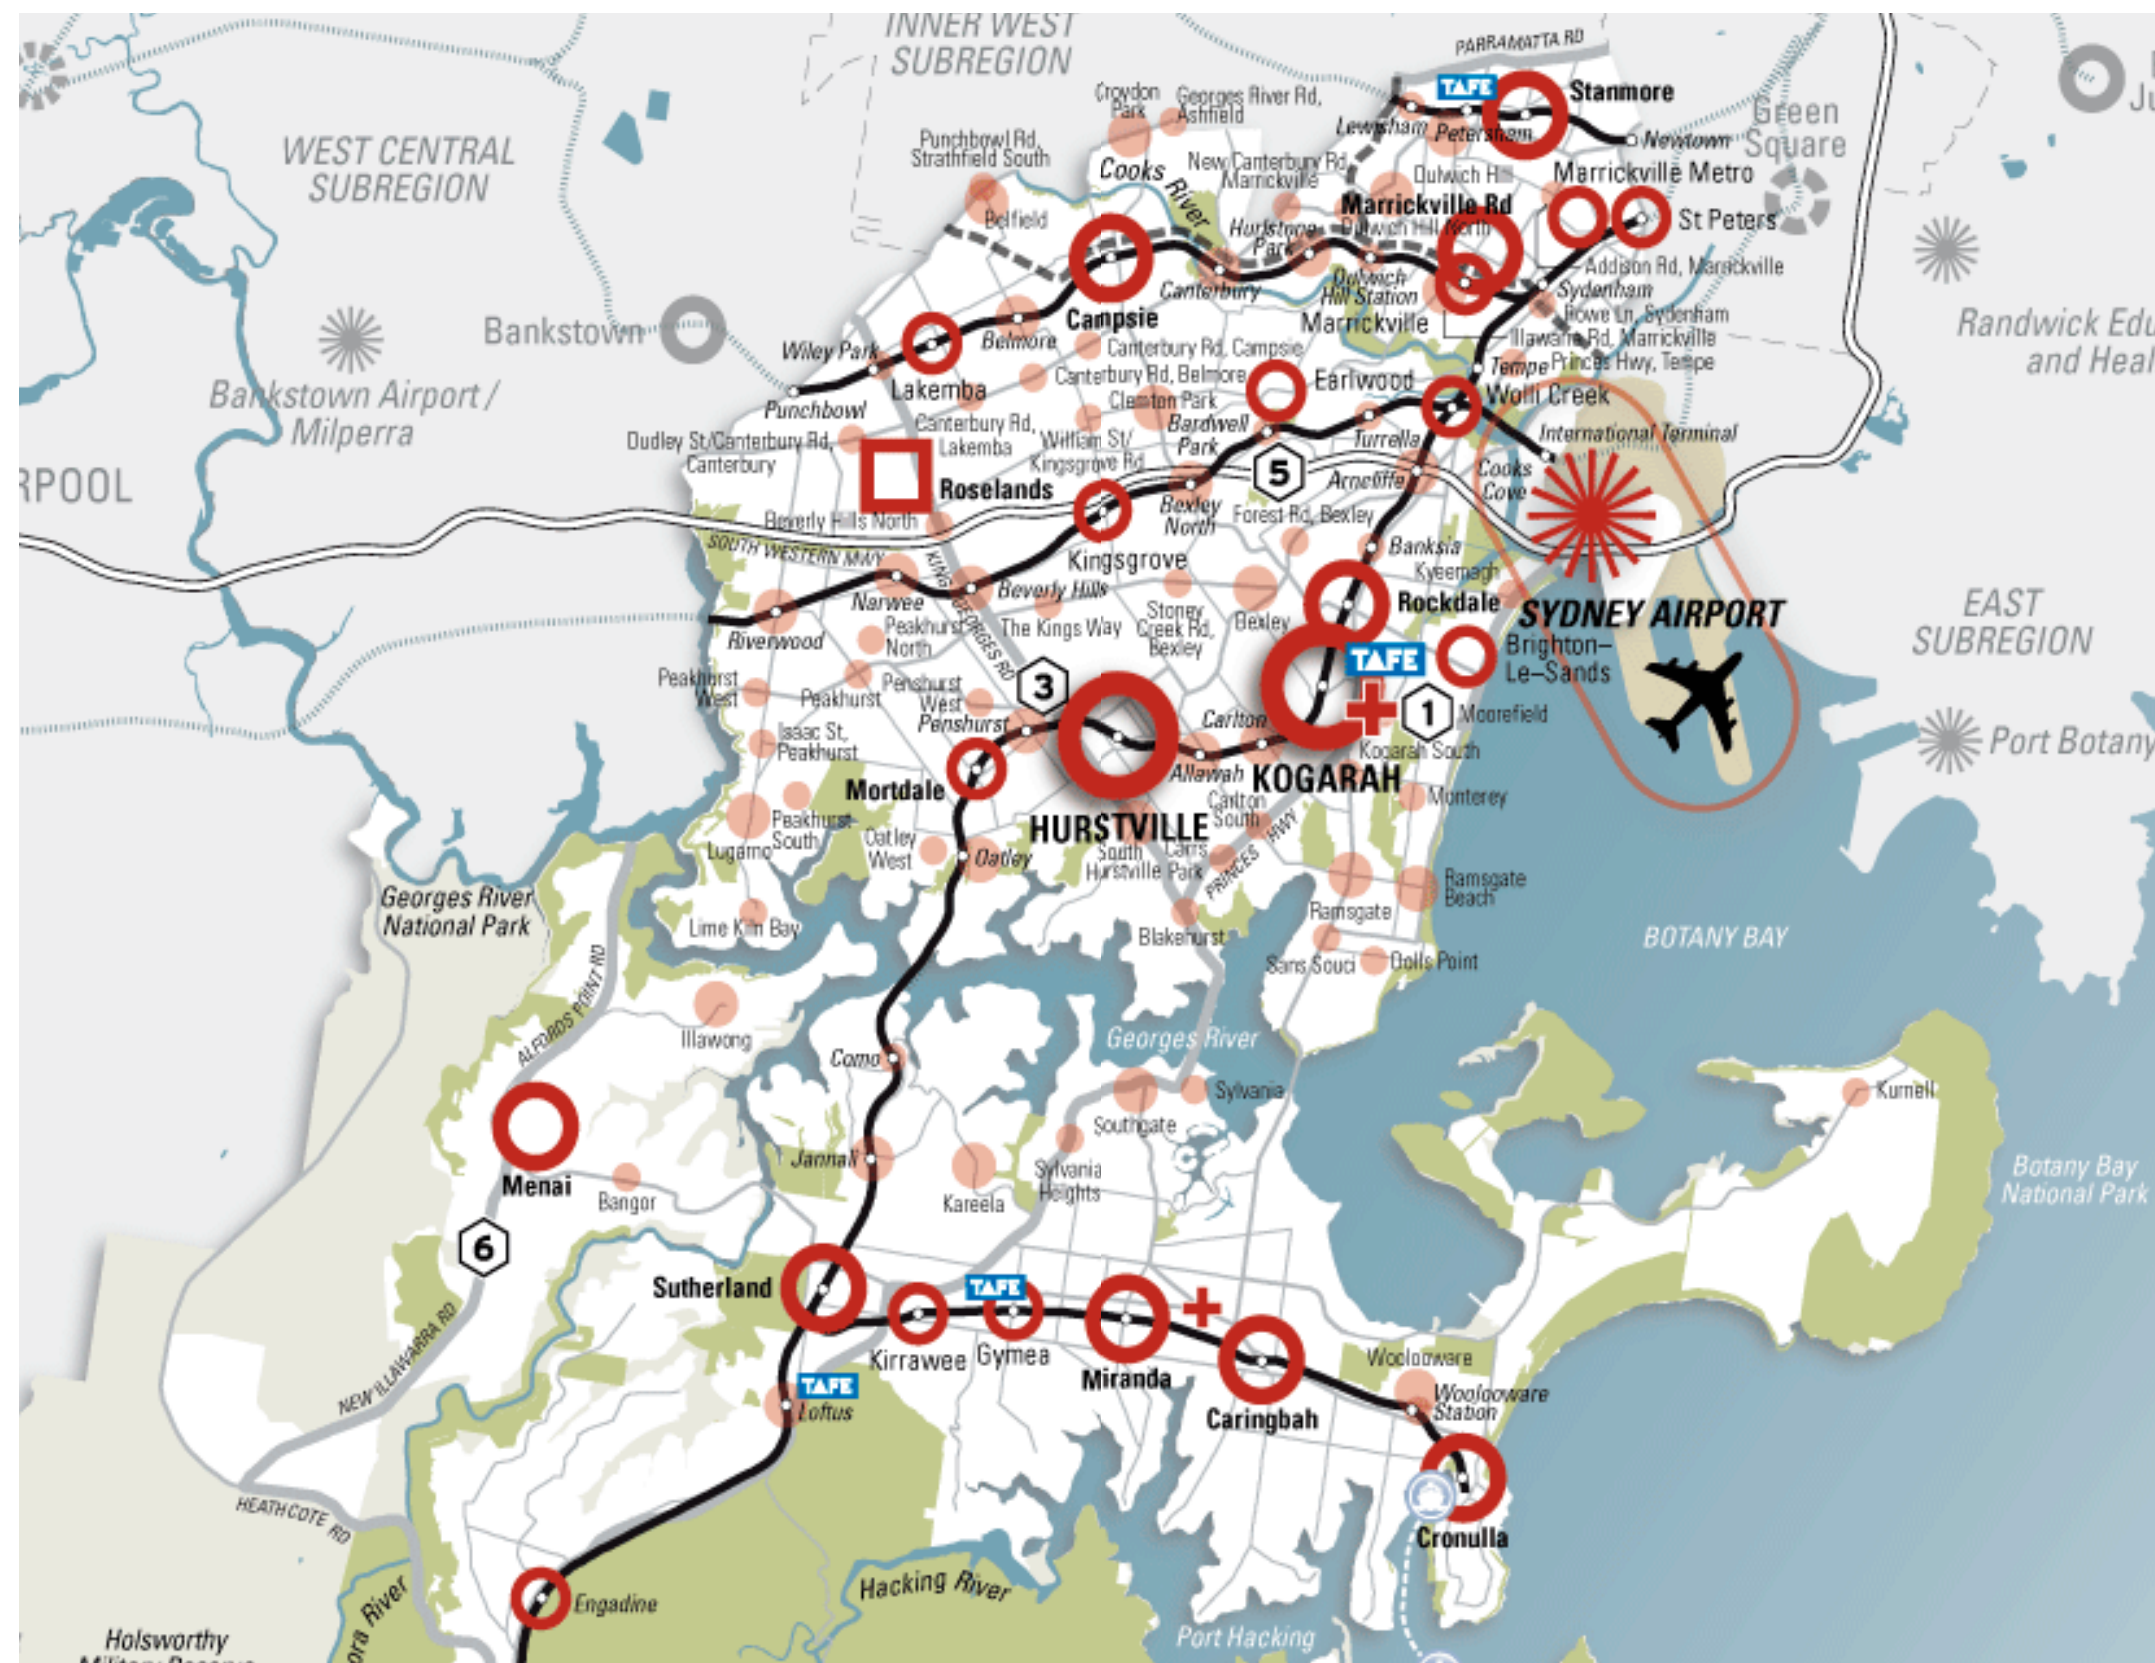 INNER WEST
SUBREGION
PARRAMATTA RD
TAFE
Stanmore
Croydon
Park
Georges River Rd,
Ashfield
Lewisham
Petersham
Newtown
Green
Square
WEST CENTRAL
SUBREGION
Punchbowl Rd,
Strathfield South
Cooks River
New Canterbury Rd,
Marrickville
Dulwich Hill
Marrickville Metro
Belfield
Marrickville Rd
Dulwich Hill North
St Peters
Hurlstone
Park
Addison Rd, Marrickville
Canterbury
Dulwich
Hill Station
Sydenham
Bankstown
Campsie
Marrickville
Rowe Ln, Sydenham
Illawarra Rd, Marrickville
Randwick Edu
and Heal
Wiley Park
Belmore
Canterbury Rd, Campsie
Tempe
Princes Hwy, Tempe
Bankstown Airport /
Milperra
Lakemba
Canterbury Rd, Belmore
Earlwood
Wolli Creek
Punchbowl
Clemton Park
Canterbury Rd,
Lakemba
Bardwell
Park
Turrella
International Terminal
Dudley St/Canterbury Rd,
Canterbury
William St/
Kingsgrove Rd
5
Arncliffe
Cooks
Cove
RPOOL
Roselands
Bexley
North
Forest Rd, Bexley
Beverly Hills North
SOUTH WESTERN MWY
KING GEORGES RD
Kingsgrove
Banksia
Kyeemagh
Narwee
Beverly Hills
Rockdale
SYDNEY AIRPORT
EAST
SUBREGION
Riverwood
Peakhurst
North
The Kings Way
Stoney
Creek Rd,
Bexley
Bexley
TAFE
Brighton–
Le–Sands
Peakhurst
West
Peakhurst
Penshurst
West
3
Penshurst
Carlton
1
Moorefield
Port Botany
Isaac St,
Peakhurst
Kogarah South
Mortdale
Allawah
KOGARAH
Monterey
Carlton
South
HURSTVILLE
Peakhurst
South
Lugarno
Oatley
West
Oatley
South
Hurstville
Carrs
Park
PRINCES HWY
Ramsgate
Beach
Georges River
National Park
Lime Kiln Bay
Ramsgate
Blakehurst
BOTANY BAY
Sans Souci
Dolls Point
ALFORDS POINT RD
Illawong
Como
Georges River
Sylvania
Kurnell
Southgate
Menai
Bangor
Jannali
Kareela
Sylvania
Heights
Botany Bay
National Park
6
Sutherland
TAFE
Kirrawee
Gymea
Miranda
Woolooware
NEW ILLAWARRA RD
TAFE
Loftus
Caringbah
Woolooware
Station
HEATHCOTE RD
Cronulla
Engadine
Hacking River
ora River
Holsworthy
Port Hacking